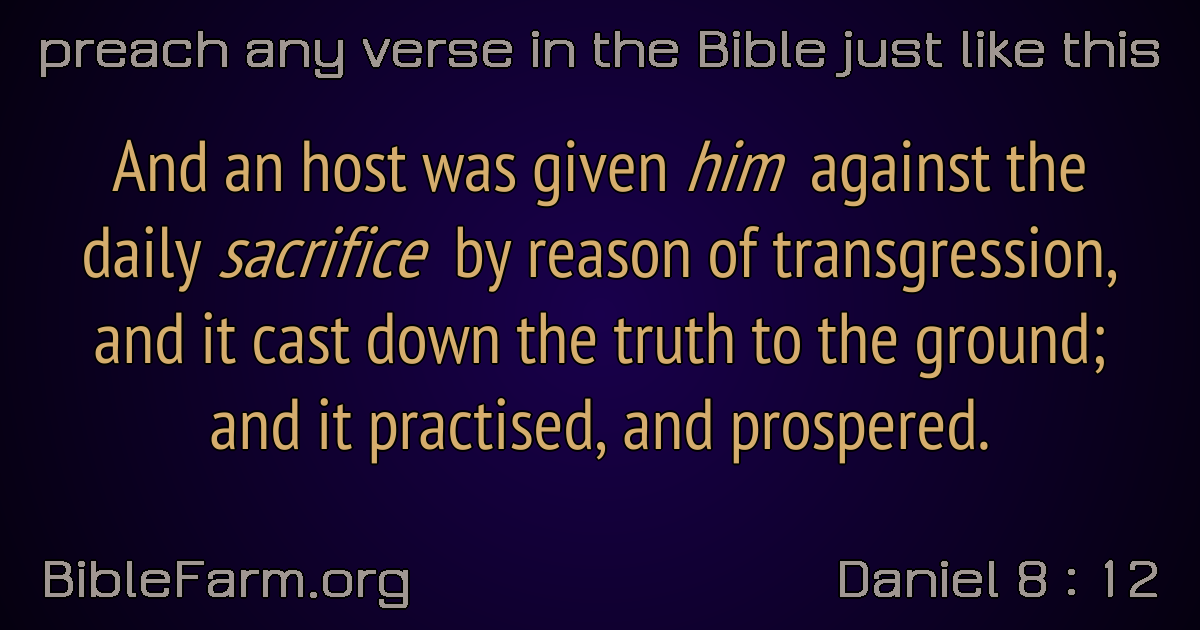 preach any verse in the Bible just like this
And an host was given him against the
daily sacrifice by reason of transgression,
and it cast down the truth to the ground;
and it practised, and prospered.
BibleFarm.org
Daniel 8 : 12